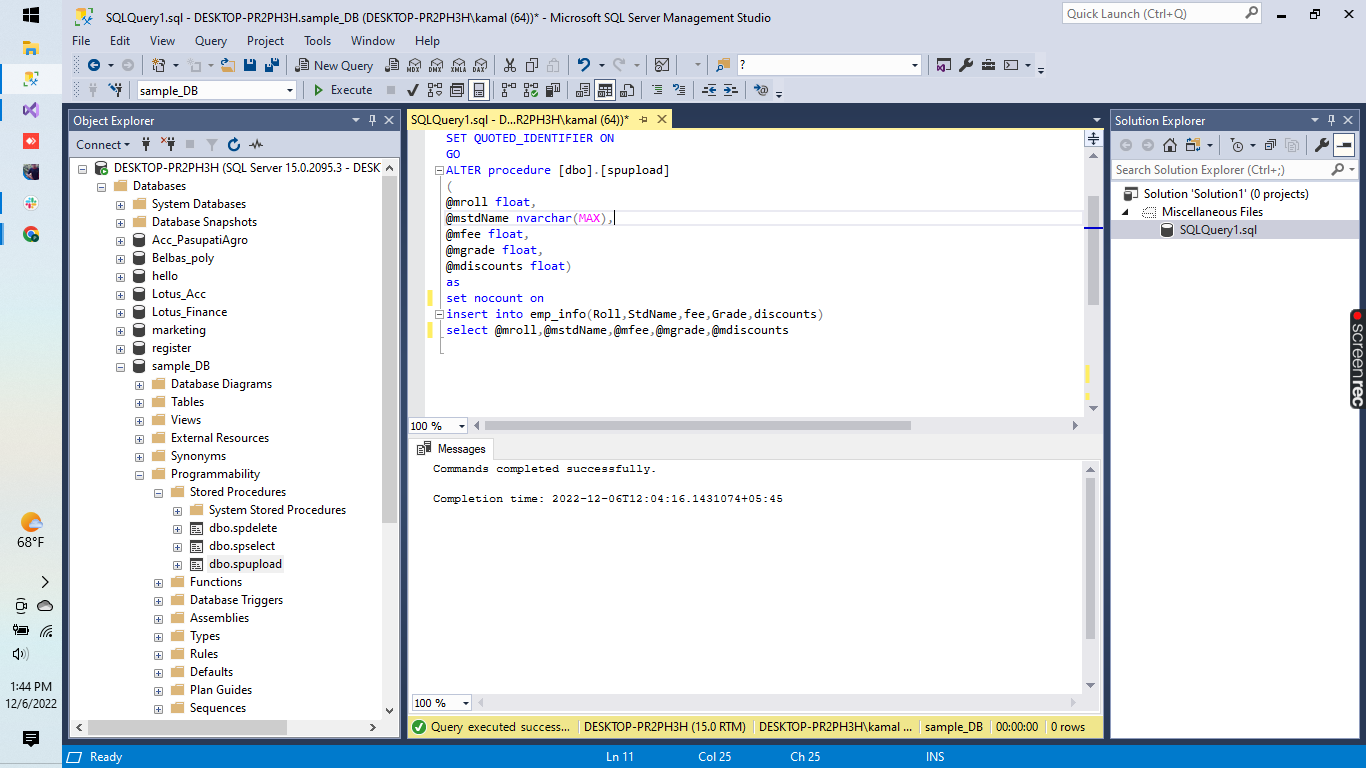 SQLQuery1.sql - DESKTOP-PR2PH3H.sample_DB (DESKTOP-PR2PH3H\kamal (64))* - Microsoft SQL Server Management Studio
Quick Launch (Ctrl+Q)
File Edit View Query Project Tools Window Help
New Query
MDX DMX XMLA DAX
?
sample_DB
Execute
Object Explorer
Connect
DESKTOP-PR2PH3H (SQL Server 15.0.2095.3 - DESK
Databases
System Databases
Database Snapshots
Acc_PasupatiAgro
Belbas_poly
hello
Lotus_Acc
Lotus_Finance
marketing
register
sample_DB
Database Diagrams
Tables
Views
External Resources
Synonyms
Programmability
Stored Procedures
System Stored Procedures
dbo.spdelete
dbo.spselect
dbo.spupload
Functions
Database Triggers
Assemblies
Types
Rules
Defaults
Plan Guides
Sequences
SQLQuery1.sql - D...R2PH3H\kamal (64))*
SET QUOTED_IDENTIFIER ON
GO
ALTER procedure [dbo].[spupload]
(
@mroll float,
@mstdName nvarchar(MAX),
@mfee float,
@mgrade float,
@mdiscounts float)
as
set nocount on
insert into emp_info(Roll,StdName,fee,Grade,discounts)
select @mroll,@mstdName,@mfee,@mgrade,@mdiscounts
100 %
Messages
Commands completed successfully.
Completion time: 2022-12-06T12:04:16.1431074+05:45
100 %
Query executed success... DESKTOP-PR2PH3H (15.0 RTM) DESKTOP-PR2PH3H\kamal ... sample_DB 00:00:00 0 rows
Solution Explorer
Search Solution Explorer (Ctrl+;)
Solution 'Solution1' (0 projects)
Miscellaneous Files
SQLQuery1.sql
screenrec
68°F
1:44 PM
12/6/2022
Ready Ln 11 Col 25 Ch 25 INS